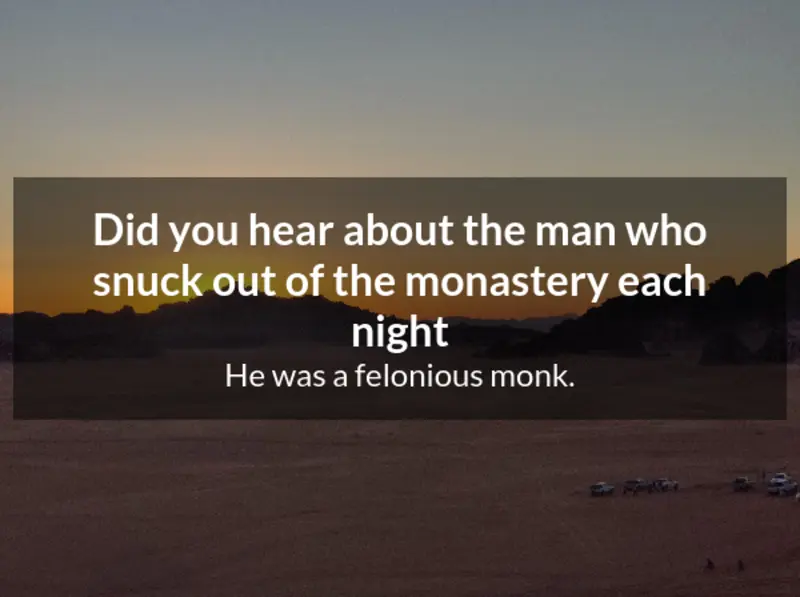 Did you hear about the man who
snuck out of the monastery each
night
He was a felonious monk.